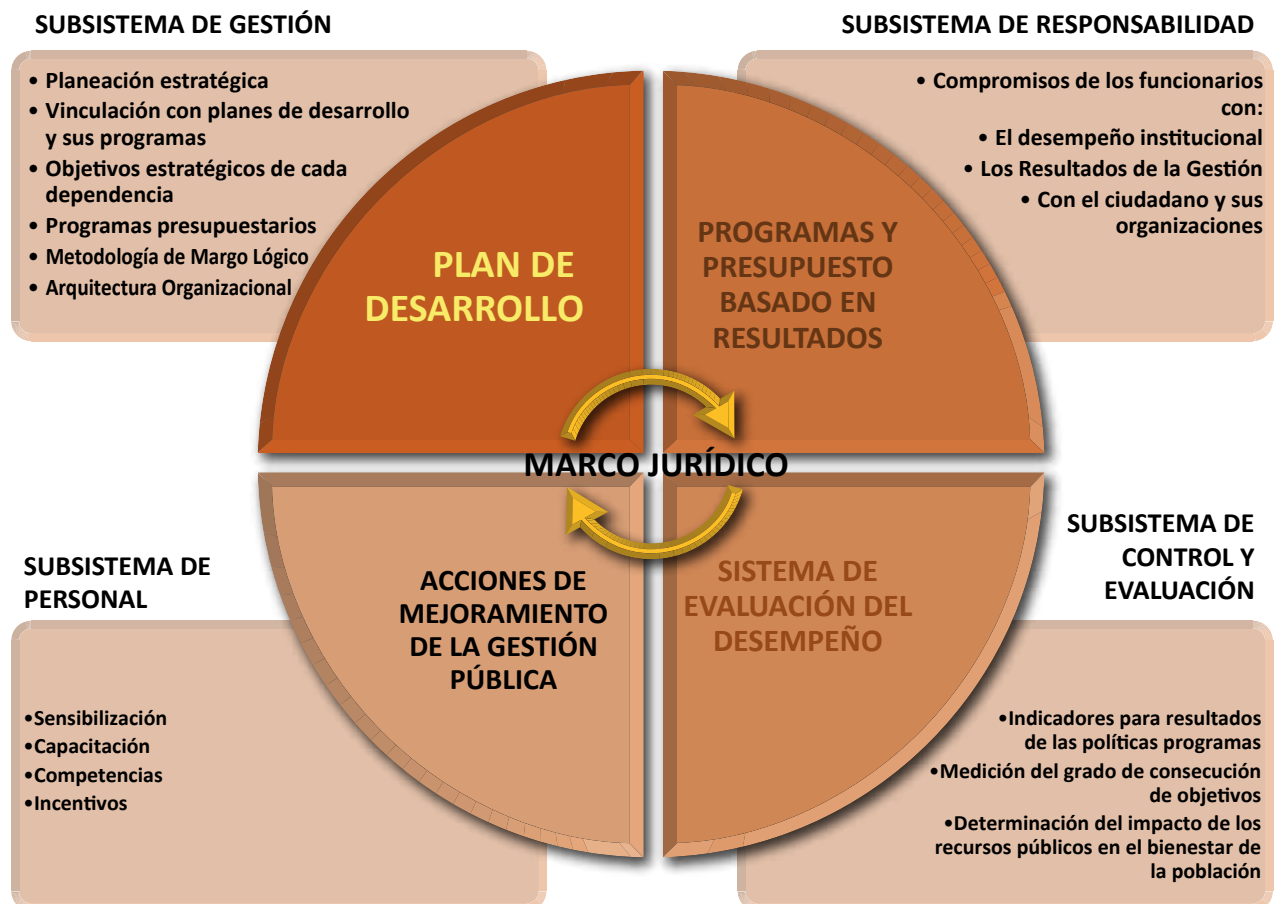 SUBSISTEMA DE GESTIÓN
• Planeación estratégica
• Vinculación con planes de desarrollo
y sus programas
• Objetivos estratégicos de cada
dependencia
• Programas presupuestarios
• Metodología de Margo Lógico
• Arquitectura Organizacional
SUBSISTEMA DE RESPONSABILIDAD
• Compromisos de los funcionarios
con:
• El desempeño institucional
• Los Resultados de la Gestión
• Con el ciudadano y sus
organizaciones
PLAN DE
DESARROLLO
PROGRAMAS Y
PRESUPUESTO
BASADO EN
RESULTADOS
MARCO JURÍDICO
ACCIONES DE
MEJORAMIENTO
DE LA GESTIÓN
PÚBLICA
SISTEMA DE
EVALUACIÓN DEL
DESEMPEÑO
SUBSISTEMA DE
PERSONAL
•Sensibilización
•Capacitación
•Competencias
•Incentivos
SUBSISTEMA DE
CONTROL Y
EVALUACIÓN
•Indicadores para resultados
de las políticas programas
•Medición del grado de consecución
de objetivos
•Determinación del impacto de los
recursos públicos en el bienestar de
la población